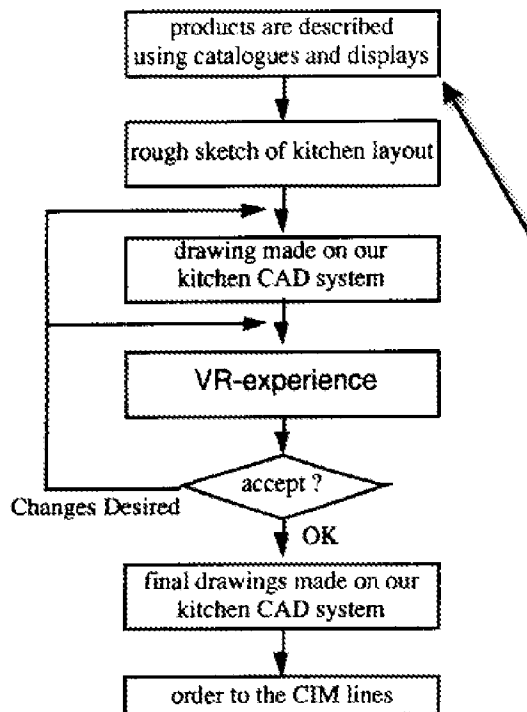 products are described
using catalogues and displays
rough sketch of kitchen layout
drawing made on our
kitchen CAD system
VR-experience
accept ?
Changes Desired
OK
final drawings made on our
kitchen CAD system
order to the CIM lines